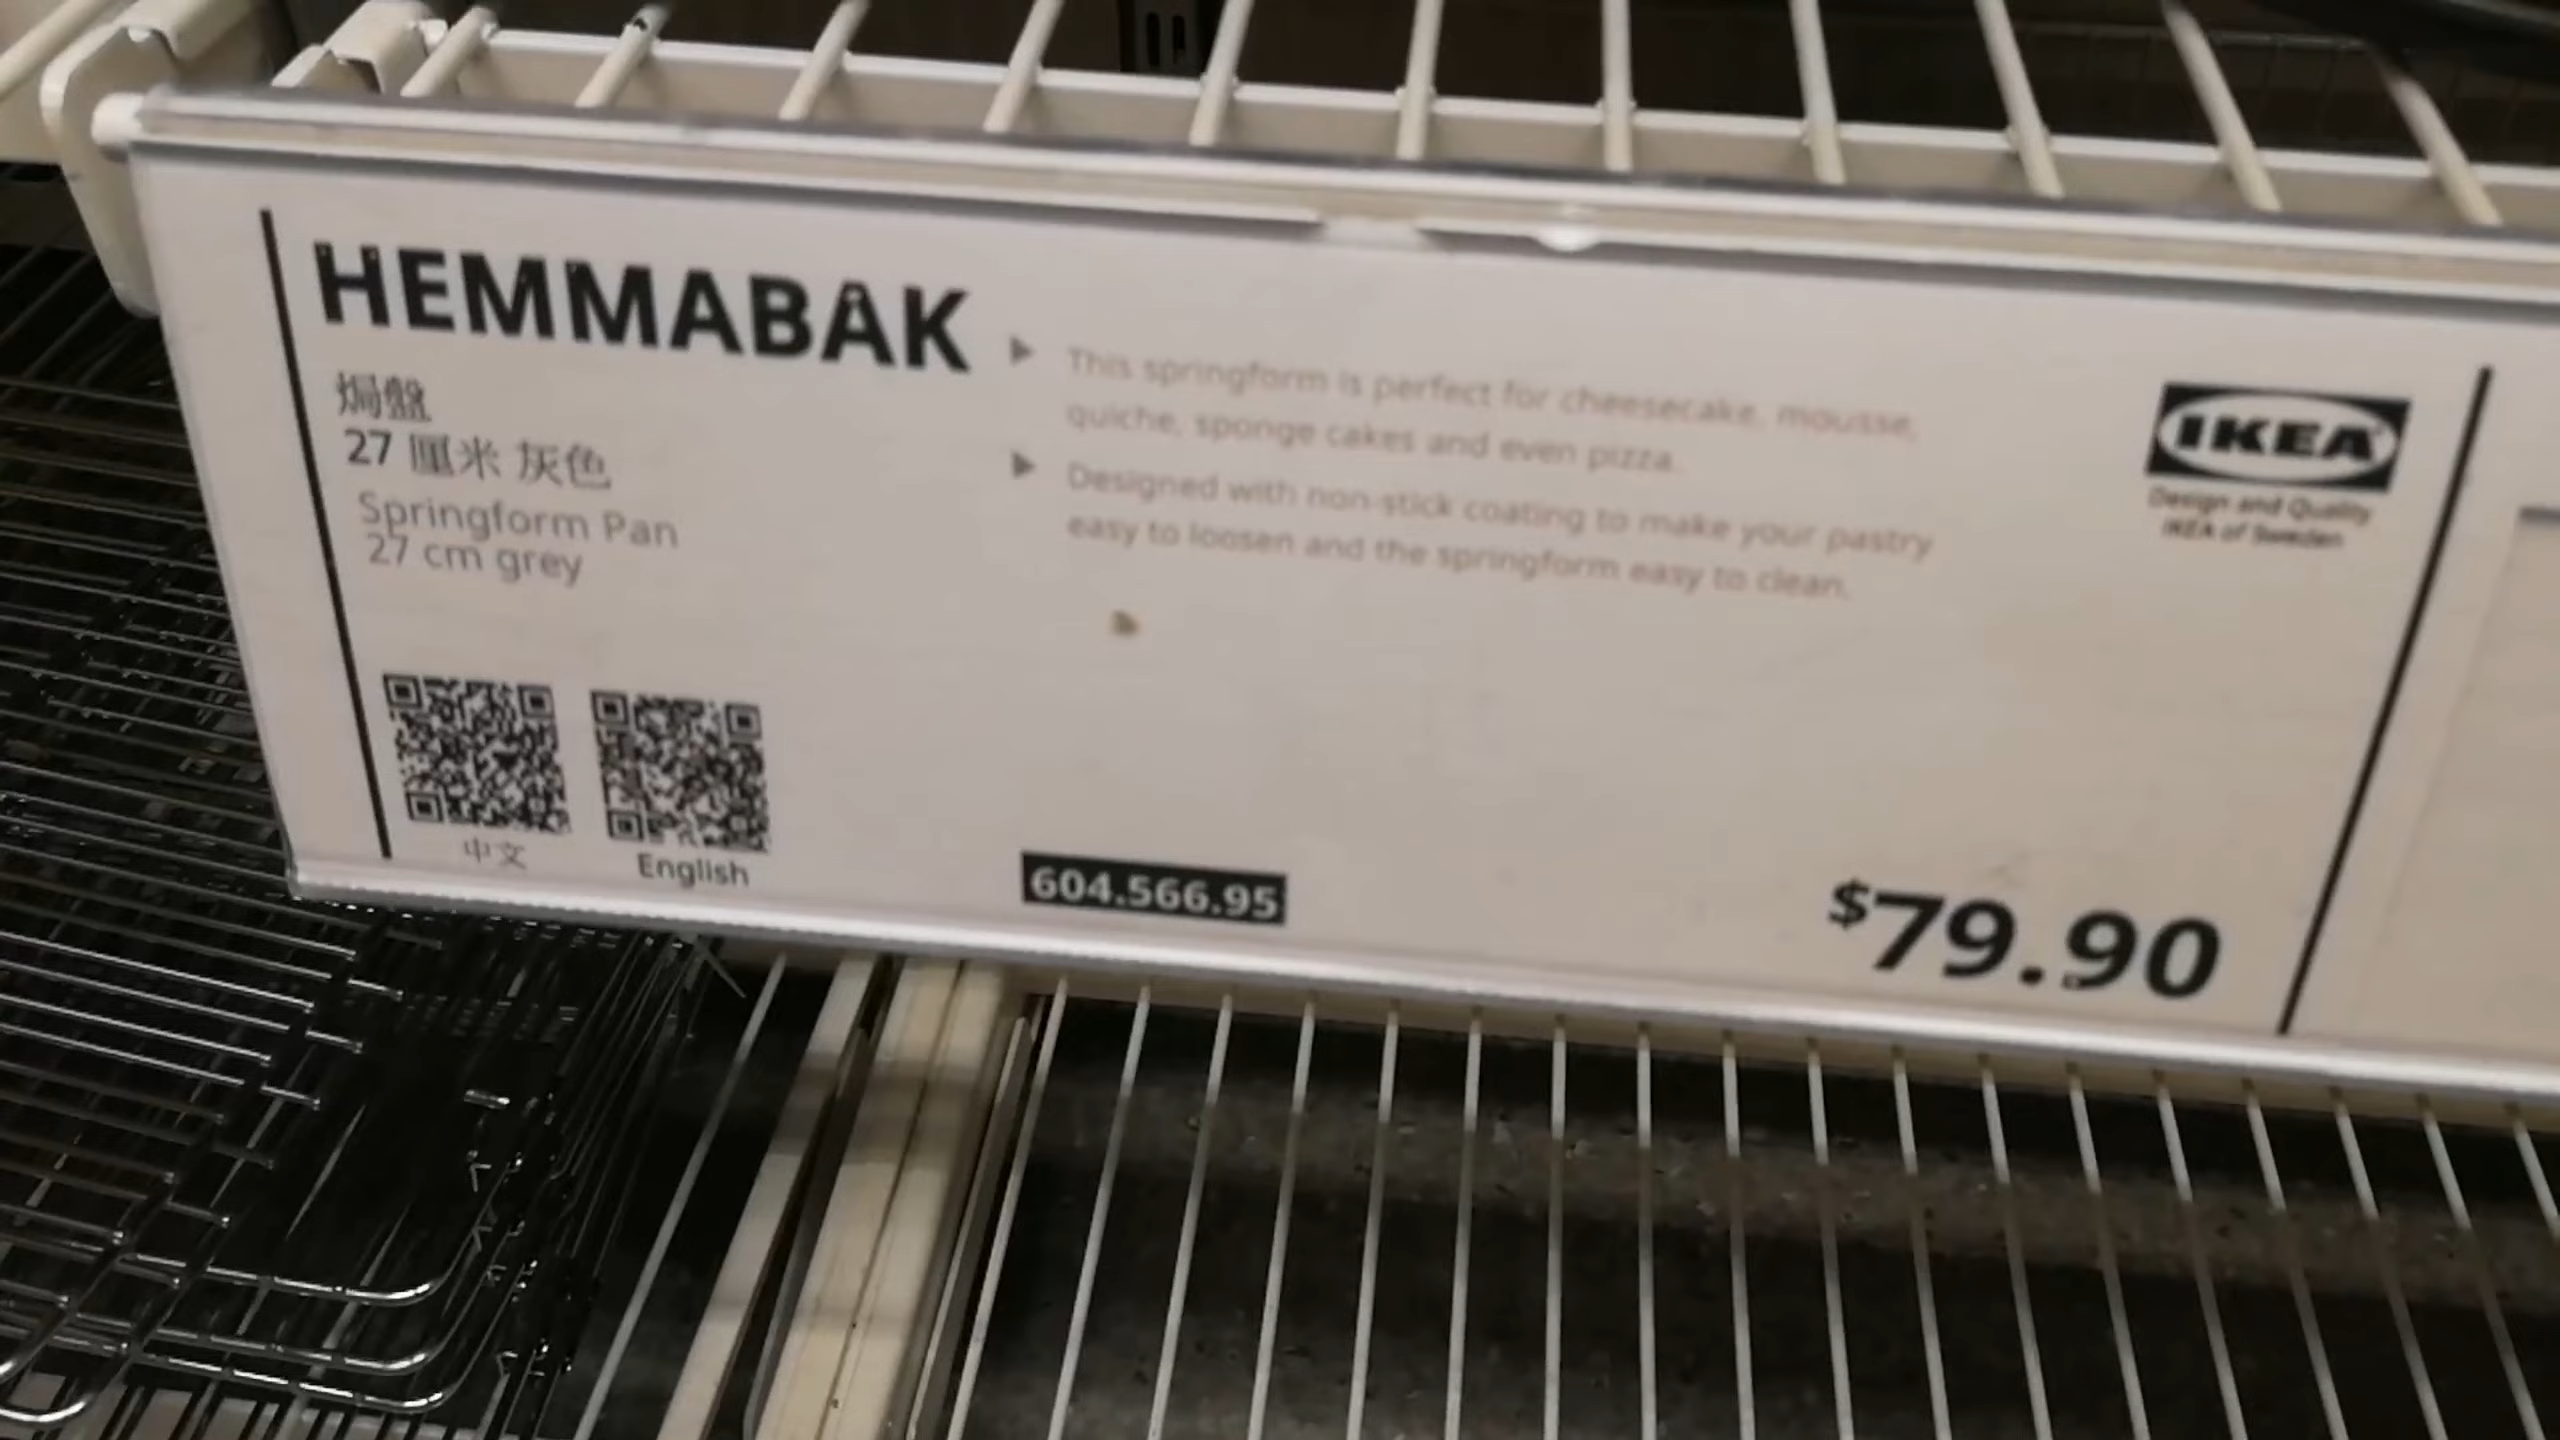 HEMMABAK
焗盤
27 厘米 灰色
Springform Pan
27 cm grey
中文
English
▶ This springform is perfect for cheesecake, mousse,
quiche, sponge cakes and even pizza.
▶ Designed with non-stick coating to make your pastry
easy to loosen and the springform easy to clean.
604.566.95
IKEA
Design and Quality
IKEA of Sweden
$79.90